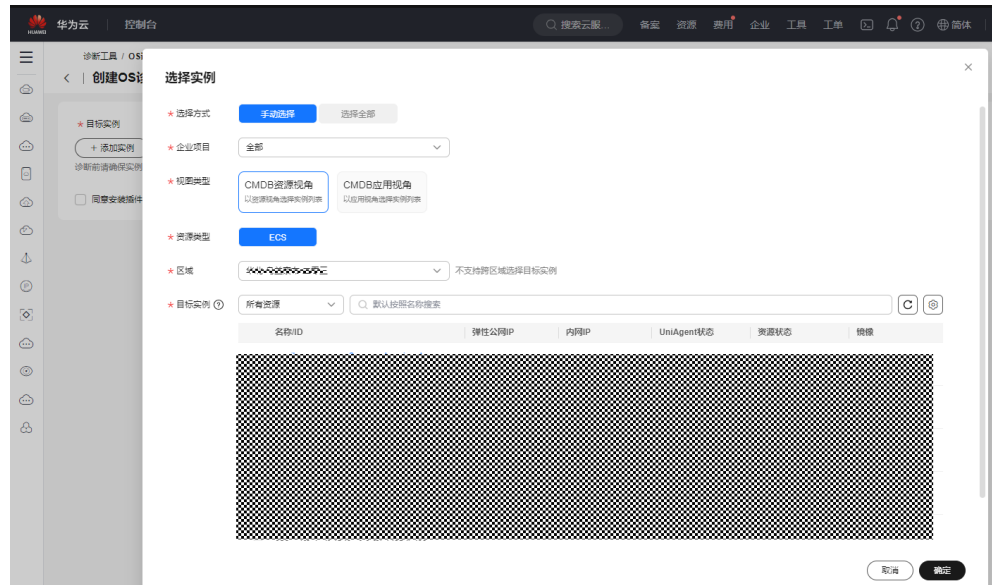 HUAWEI 华为云 控制台 搜索云服... 备案 资源 费用 企业 工具 工单 简体
诊断工具 / OS
创建OS
选择实例
选择方式 手动选择 选择全部
目标实例
添加实例
企业项目 全部
诊断前请确保实例
视图类型 CMDB资源视角 CMDB应用视角
以资源视角选择实例列表 以应用视角选择实例列表
同意安装插件
资源类型 ECS
区域 不支持跨区域选择目标实例
目标实例 所有资源 默认按照名称搜索
名称/ID 弹性公网IP 内网IP UniAgent状态 资源状态 镜像
取消 确定